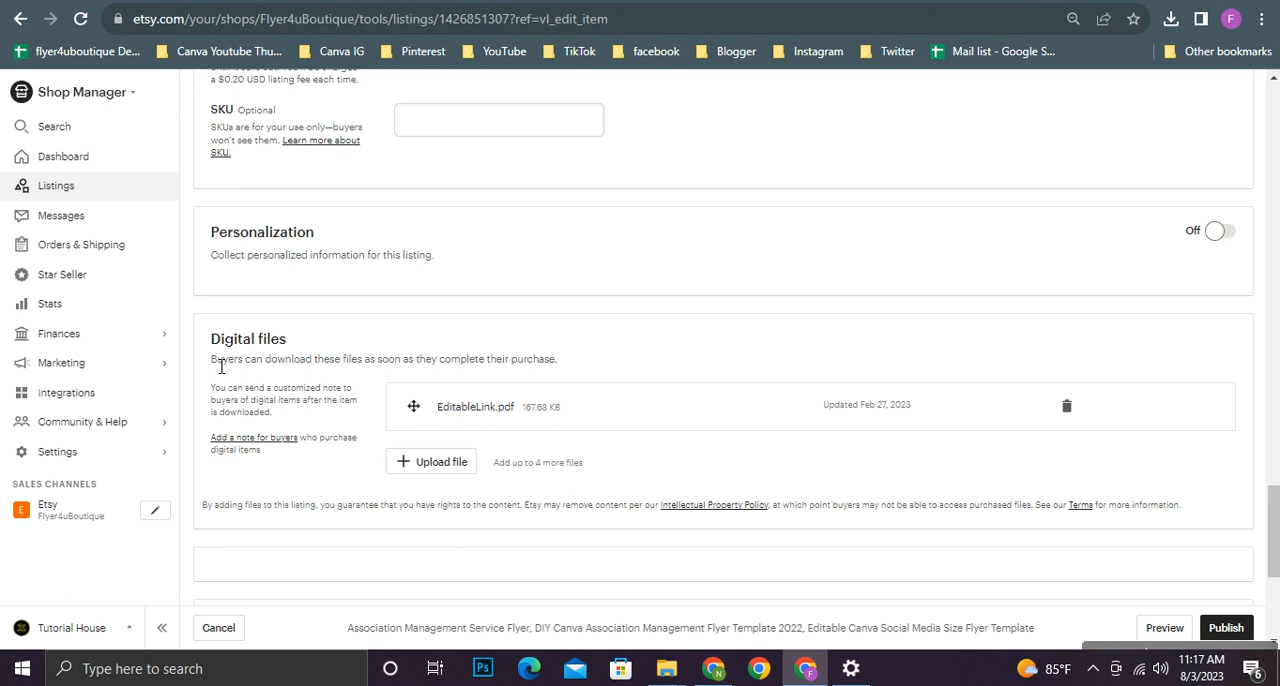 etsy.com/your/shops/Flyer4uBoutique/tools/listings/1426851307?ref=vl_edit_item
F
flyer4uboutique De...
Canva Youtube Thu...
Canva IG
Pinterest
YouTube
TikTok
facebook
Blogger
Instagram
Twitter
Mail list - Google S...
Other bookmarks
Shop Manager
Search
Dashboard
Listings
Messages
Orders & Shipping
Star Seller
Stats
Finances
Marketing
Integrations
Community & Help
Settings
SALES CHANNELS
E
Etsy
Flyer4uBoutique
Tutorial House
a $0.20 USD listing fee each time.
SKU Optional
SKUs are for your use only—buyers
won't see them. Learn more about
SKU.
Personalization
Off
Collect personalized information for this listing.
Digital files
Buyers can download these files as soon as they complete their purchase.
You can send a customized note to
buyers of digital items after the item
is downloaded.
Add a note for buyers who purchase
digital items
EditableLink.pdf 167.68 KB
Updated Feb 27, 2023
Upload file
Add up to 4 more files
By adding files to this listing, you guarantee that you have rights to the content. Etsy may remove content per our Intellectual Property Policy, at which point buyers may not be able to access purchased files. See our Terms for more information.
Cancel
Association Management Service Flyer, DIY Canva Association Management Flyer Template 2022, Editable Canva Social Media Size Flyer Template
Preview
Publish
Type here to search
Ps
N
F
85°F
11:17 AM
8/3/2023
6